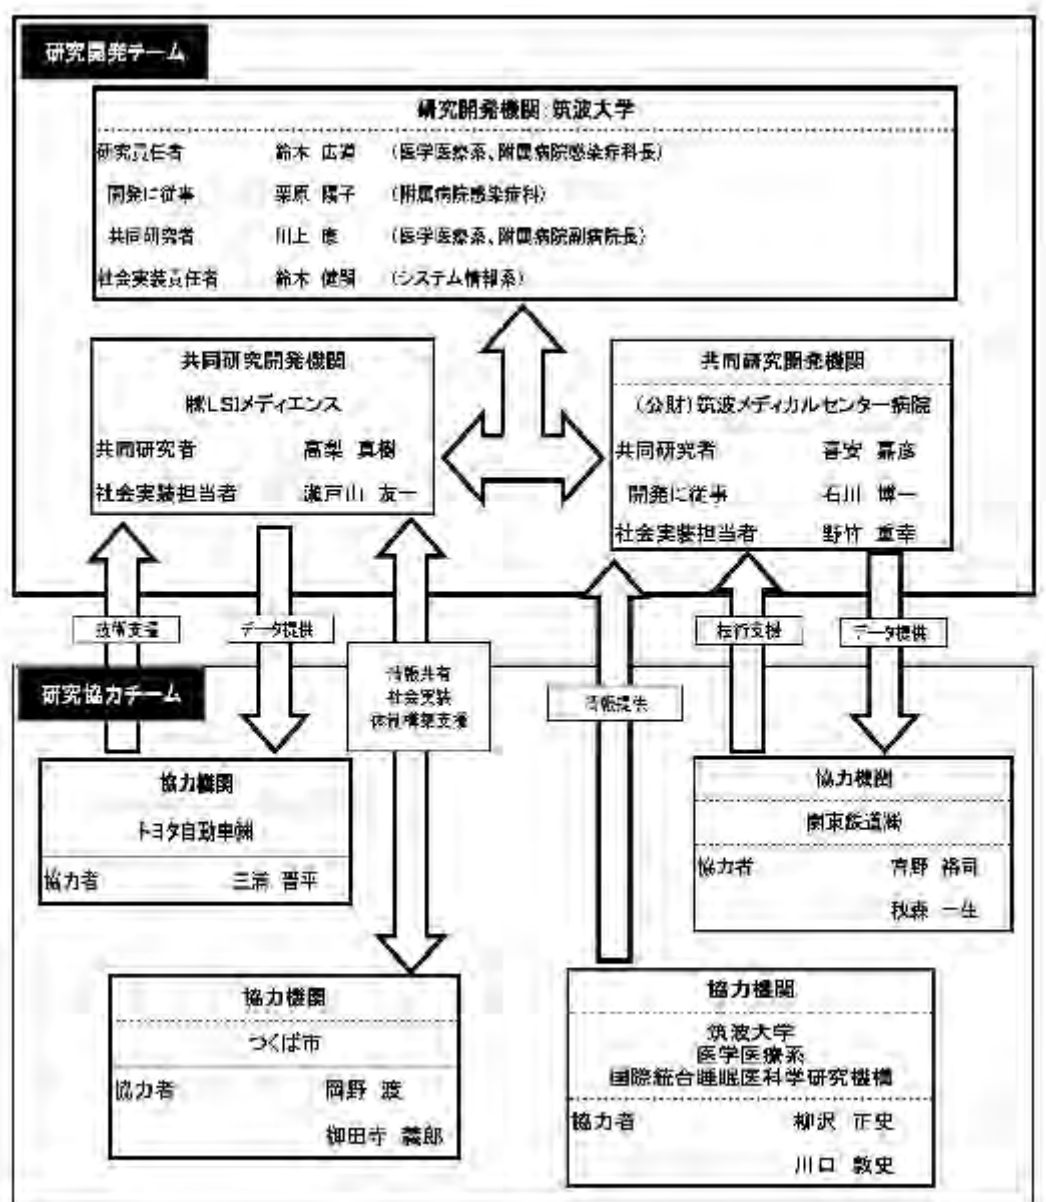 研究開発チーム
研究開発機関:筑波大学
研究責任者 鈴木 広道 (医学医療系、附属病院感染症科長)
開発に従事 栗原 陽子 (附属病院感染症科)
共同研究者 川上 康 (医学医療系、附属病院副病院長)
社会実装責任者 鈴木 健嗣 (システム情報系)
共同研究開発機関
㈱LSIメディエンス
共同研究者 高梨 真樹
社会実装担当者 瀬戸山 友一
共同研究開発機関
(公財)筑波メディカルセンター病院
共同研究者 喜安 嘉彦
開発に従事 石川 博一
社会実装担当者 野竹 重幸
技術支援
データ提供
情報共有
社会実装
体制構築支援
情報提供
技術支援
データ提供
研究協力チーム
協力機関
トヨタ自動車㈱
協力者 三浦 晋平
協力機関
関東鉄道㈱
協力者 宮野 裕司
秋森 一生
協力機関
つくば市
協力者 岡野 渡
御田寺 義郎
協力機関
筑波大学
医学医療系
国際統合睡眠医科学研究機構
協力者 柳沢 正史
川口 敦史